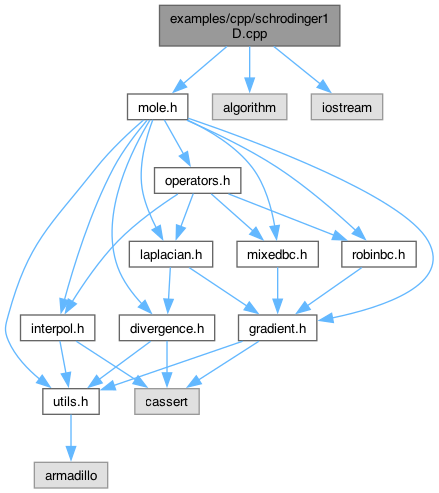 examples/cpp/schrodinger1
D.cpp
mole.h
algorithm
iostream
operators.h
laplacian.h
mixedbc.h
robinbc.h
interpol.h
divergence.h
gradient.h
utils.h
cassert
armadillo